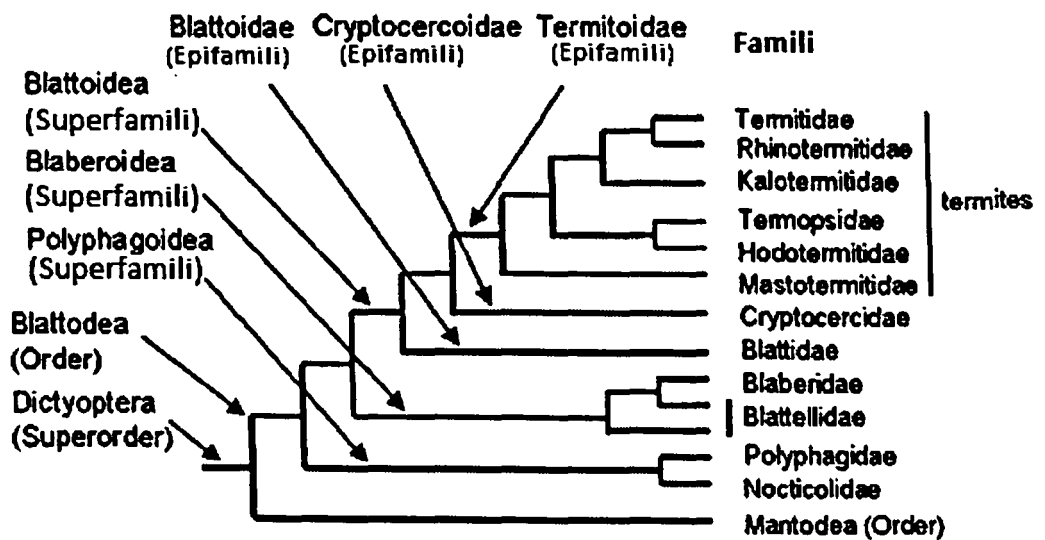 Blattoidae Cryptocercoidae Termitoidae Famili
(Epifamili) (Epifamili) (Epifamili)
Blattoidea
(Superfamili)
Blaberoidea
(Superfamili)
Polyphagoidea
(Superfamili)
Blattodea
(Order)
Dictyoptera
(Superorder)
Termitidae
Rhinotermitidae
Kalotermitidae
Termopsidae
Hodotermitidae
Mastotermitidae
termites
Cryptocercidae
Blattidae
Blaberidae
Blattellidae
Polyphagidae
Nocticolidae
Mantodea (Order)